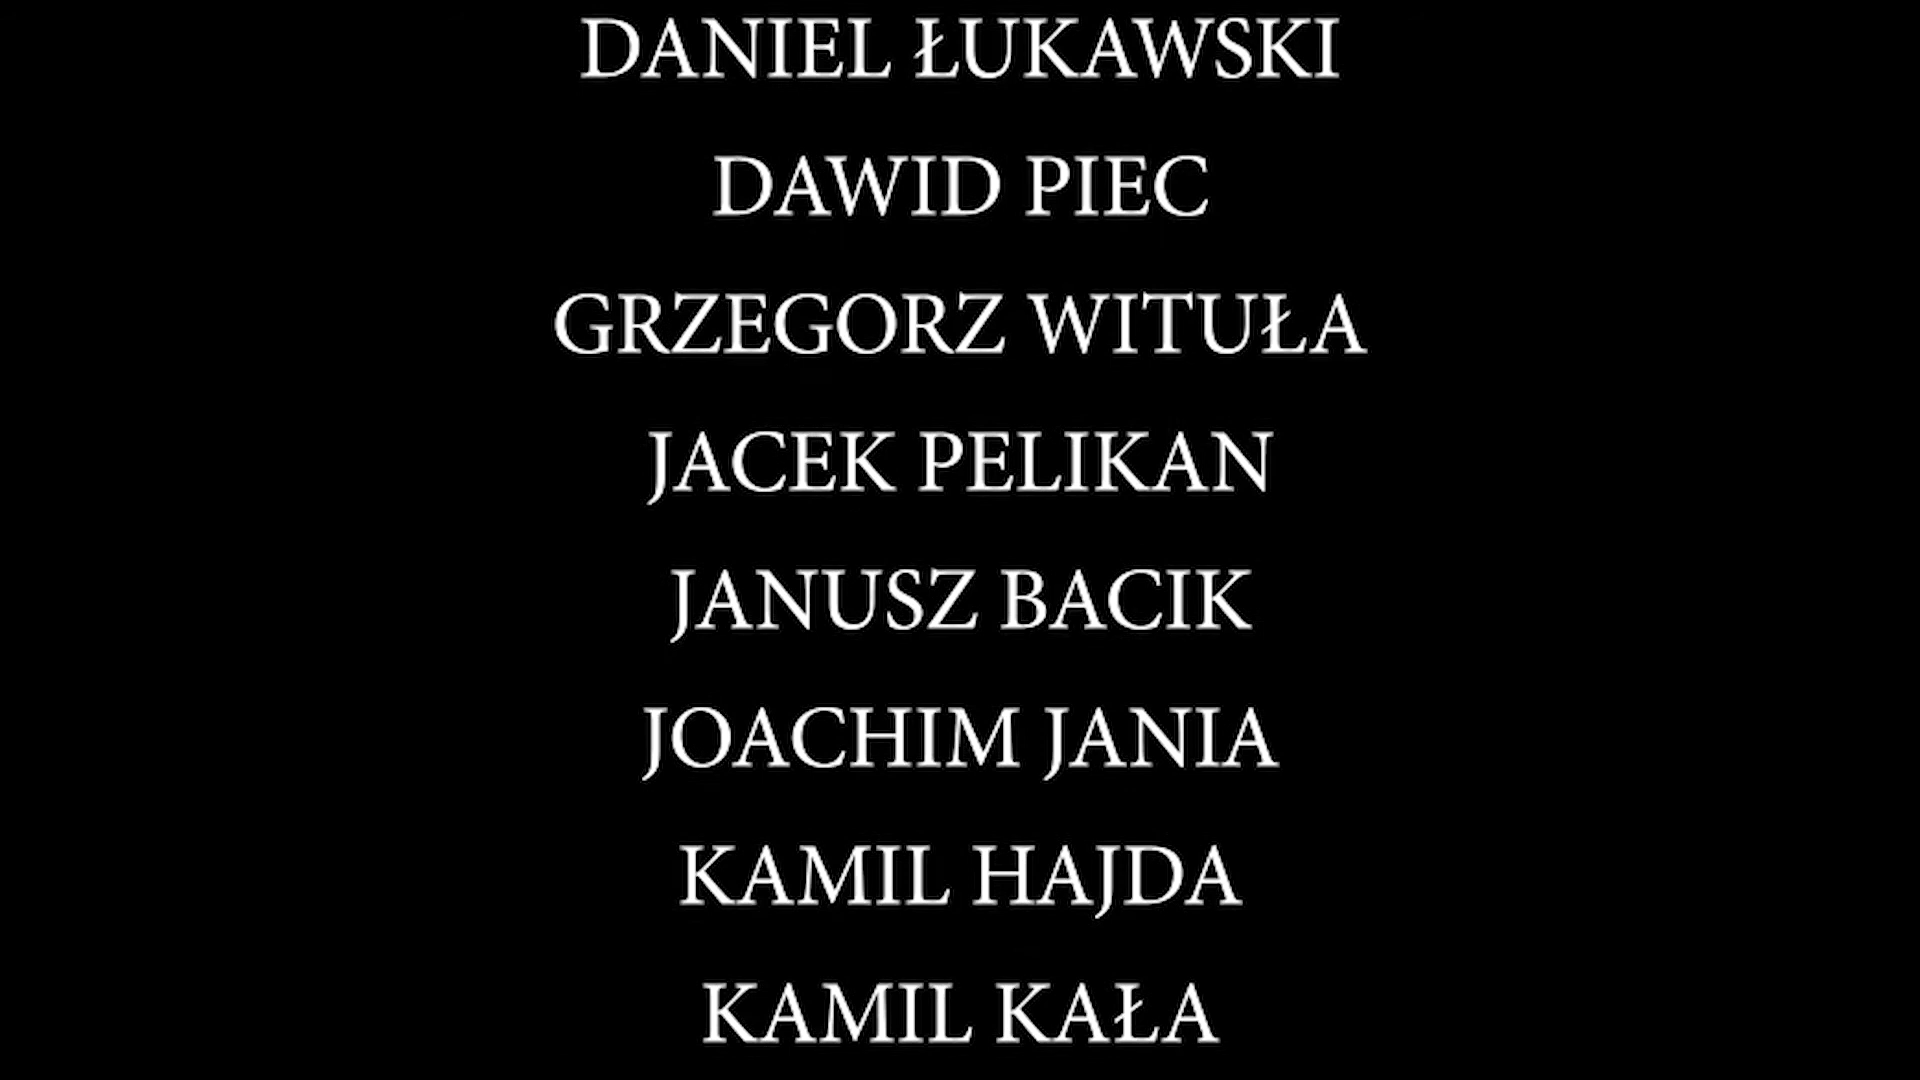 DANIEL ŁUKAWSKI
DAWID PIEC
GRZEGORZ WITUŁA
JACEK PELIKAN
JANUSZ BACIK
JOACHIM JANIA
KAMIL HAJDA
KAMIL KAŁA